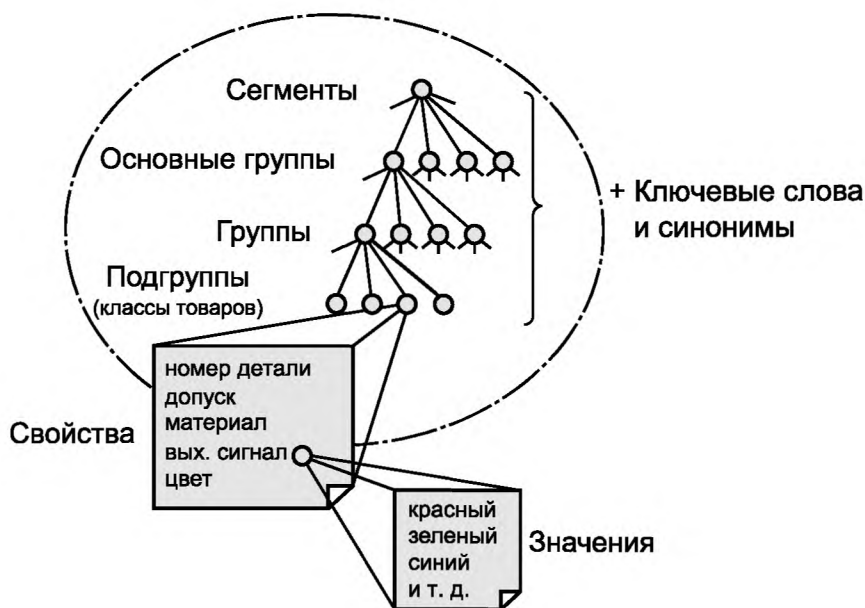 Сегменты
Основные группы
Группы
Подгруппы
(классы товаров)
+ Ключевые слова
и синонимы
Свойства
номер детали
допуск
материал
вых. сигнал
цвет
красный
зеленый
синий
и т. д.
Значения